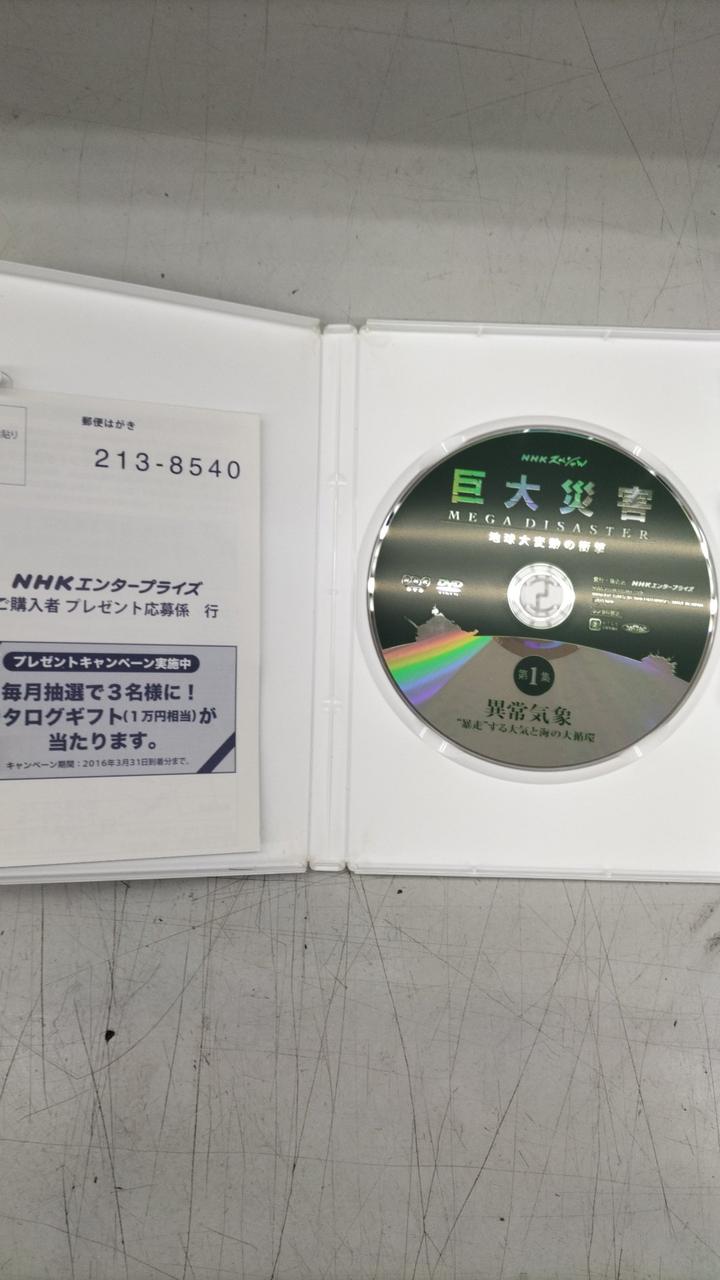 郵便はがき
213-8540
NHKエンタープライズ
ご購入者 プレゼント応募係 行
プレゼントキャンペーン実施中
毎月抽選で3名様に!
タログギフト(1万円相当)が
当たります。
キャンペーン期間:2016年3月31日到着分まで。
NHKスペシャル
巨大災害
MEGA DISASTER
地球大変動の衝撃
NHK DVD
DVD VIDEO
NHKエンタープライズ
第1集
異常気象
"暴走"する大気と海の大循環